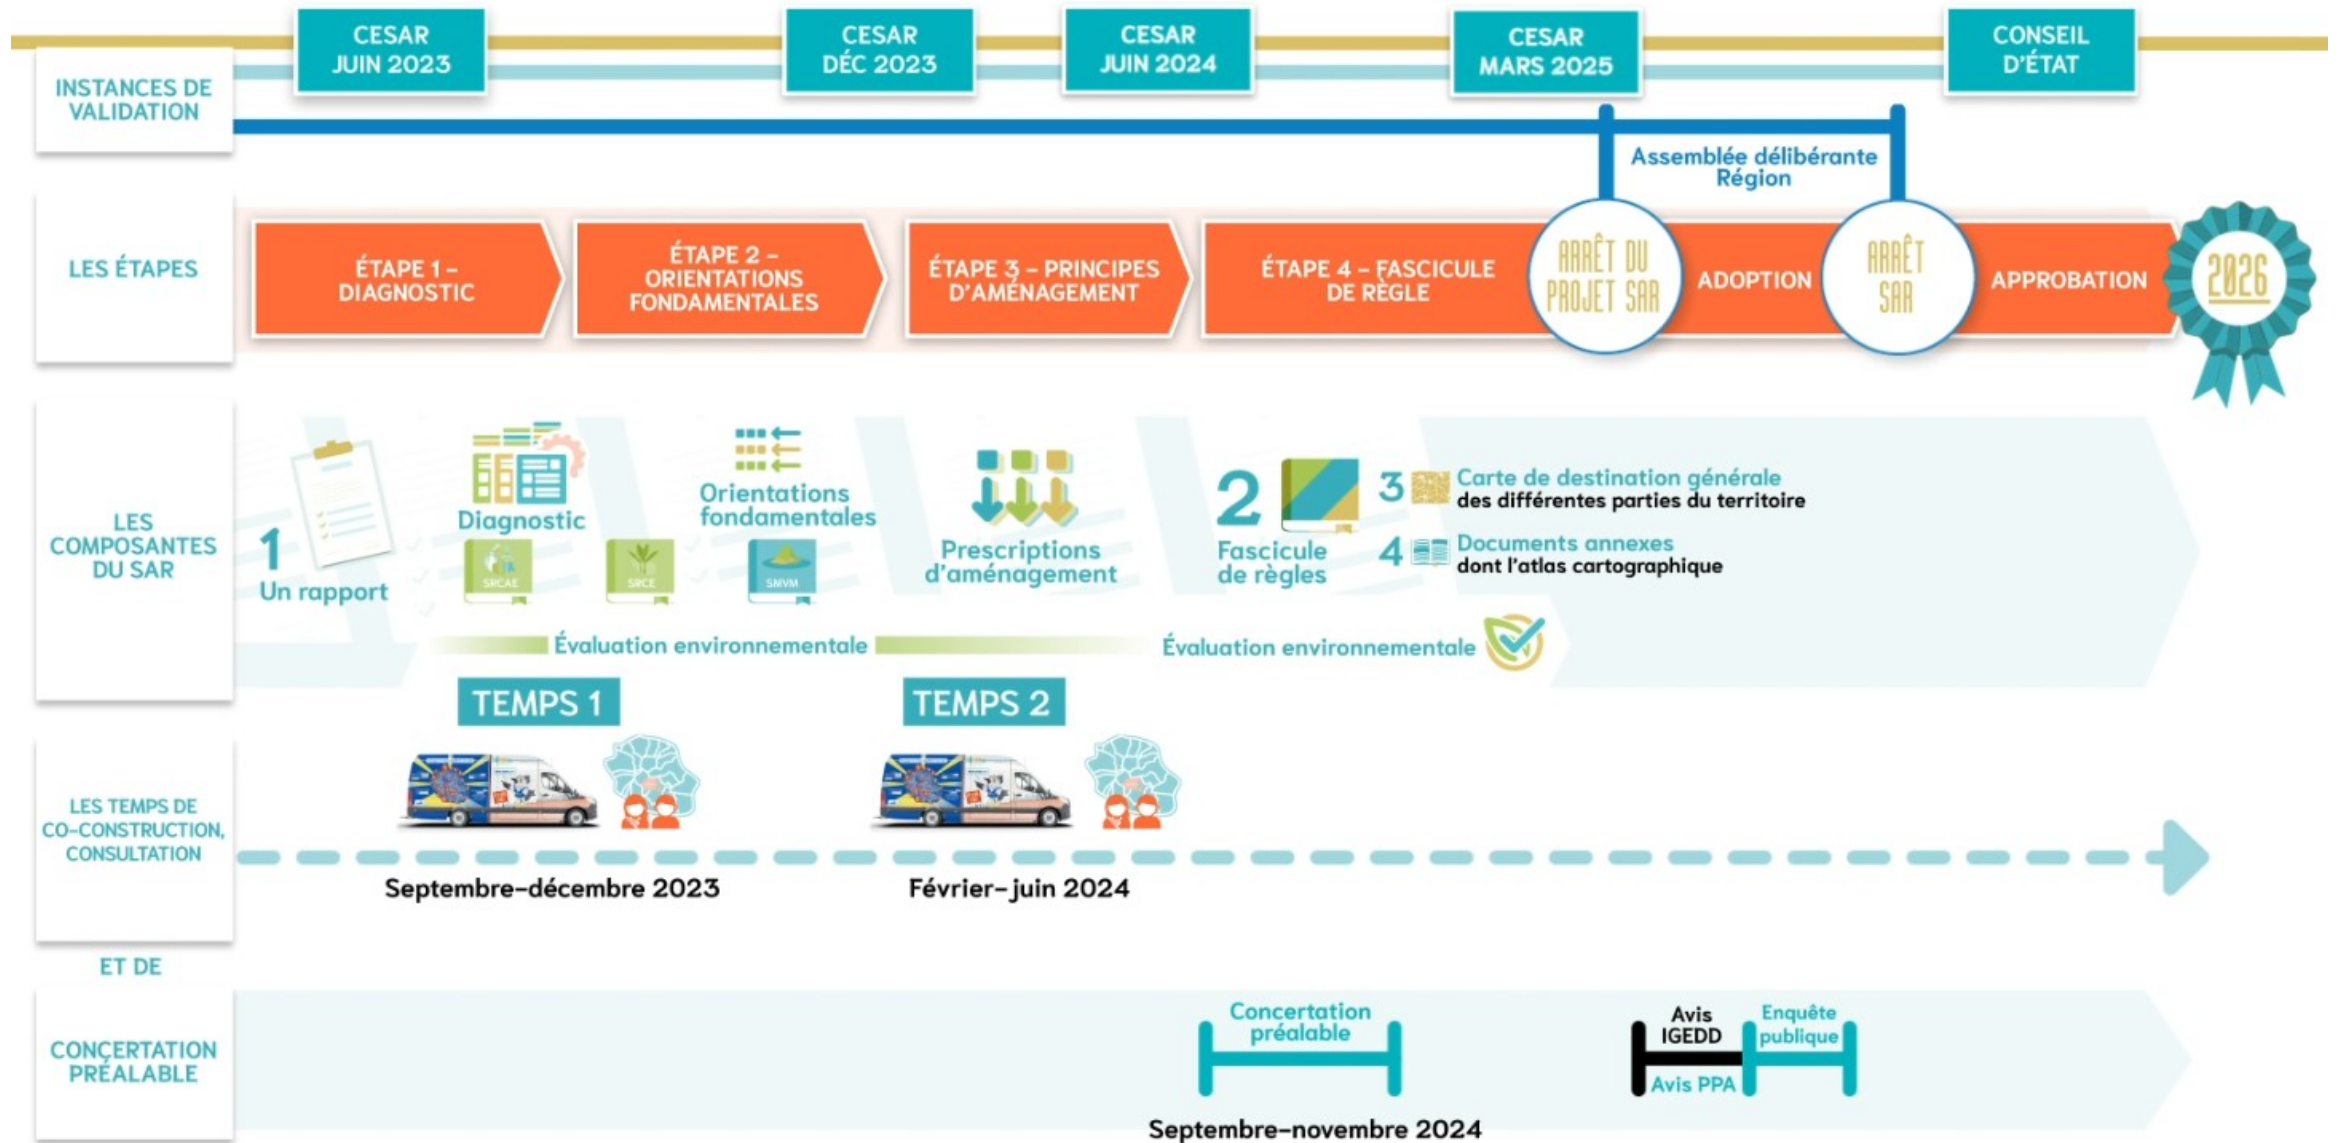 CESAR
JUIN 2023
CESAR
DÉC 2023
CESAR
JUIN 2024
CESAR
MARS 2025
CONSEIL
D'ÉTAT
INSTANCES DE
VALIDATION
Assemblée délibérante
Région
LES ÉTAPES
ÉTAPE 1 –
DIAGNOSTIC
ÉTAPE 2 –
ORIENTATIONS
FONDAMENTALES
ÉTAPE 3 – PRINCIPES
D'AMÉNAGEMENT
ÉTAPE 4 – FASCICULE
DE RÈGLE
ARRÊT DU
PROJET SAR
ADOPTION
ARRÊT
SAR
APPROBATION
2026
LES
COMPOSANTES
DU SAR
1
Un rapport
Diagnostic
SRCAE
SRCE
Orientations
fondamentales
SMVM
Prescriptions
d'aménagement
2
Fascicule
de règles
3 Carte de destination générale
des différentes parties du territoire
4 Documents annexes
dont l'atlas cartographique
Évaluation environnementale
Évaluation environnementale
TEMPS 1
TEMPS 2
LES TEMPS DE
CO-CONSTRUCTION,
CONSULTATION
Septembre–décembre 2023
Février–juin 2024
ET DE
CONCERTATION
PRÉALABLE
Concertation
préalable
Septembre–novembre 2024
Avis
IGEDD
Avis PPA
Enquête
publique